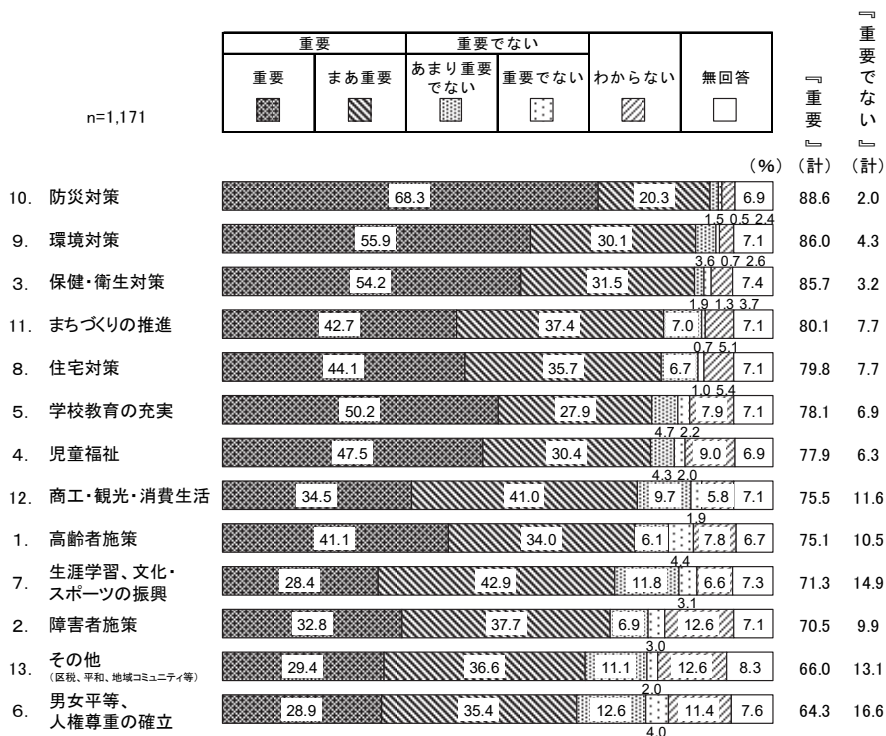 重要 重要でない
重要 まあ重要 あまり重要でない 重要でない わからない 無回答 『重要』 『重要でない』
n=1,171
(%) (計) (計)
10. 防災対策 68.3 20.3 6.9 88.6 2.0
1.5 0.5 2.4
9. 環境対策 55.9 30.1 7.1 86.0 4.3
3.6 0.7 2.6
3. 保健・衛生対策 54.2 31.5 7.4 85.7 3.2
1.9 1.3 3.7
11. まちづくりの推進 42.7 37.4 7.0 7.1 80.1 7.7
0.7 5.1
8. 住宅対策 44.1 35.7 6.7 7.1 79.8 7.7
1.0 5.4
5. 学校教育の充実 50.2 27.9 7.9 7.1 78.1 6.9
4.7 2.2
4. 児童福祉 47.5 30.4 9.0 6.9 77.9 6.3
4.3 2.0
12. 商工・観光・消費生活 34.5 41.0 9.7 5.8 7.1 75.5 11.6
1.9
1. 高齢者施策 41.1 34.0 6.1 7.8 6.7 75.1 10.5
4.4
7. 生涯学習、文化・
スポーツの振興 28.4 42.9 11.8 6.6 7.3 71.3 14.9
3.1
2. 障害者施策 32.8 37.7 6.9 12.6 7.1 70.5 9.9
3.0
13. その他
(区税、平和、地域コミュニティ等) 29.4 36.6 11.1 12.6 8.3 66.0 13.1
2.0
6. 男女平等、
人権尊重の確立 28.9 35.4 12.6 11.4 7.6 64.3 16.6
4.0